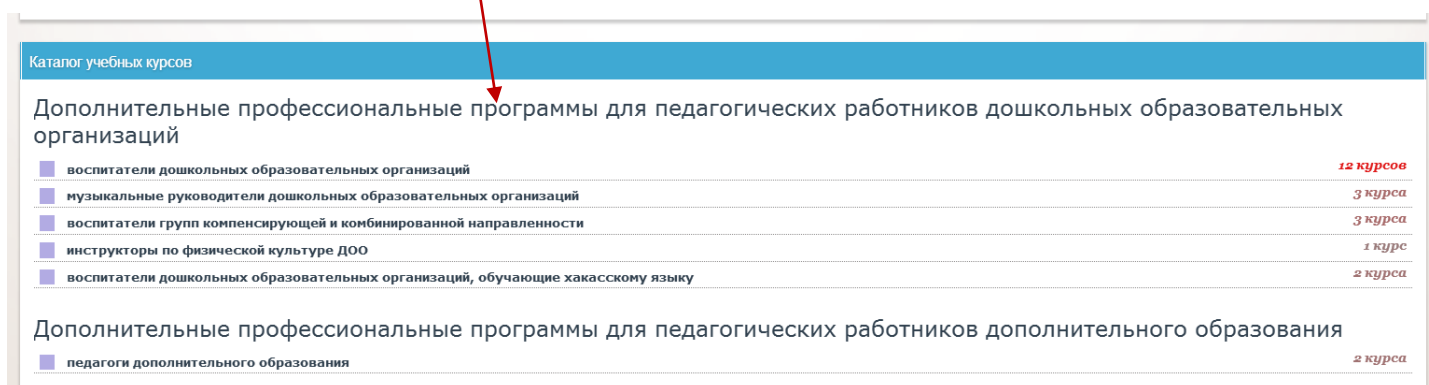 Каталог учебных курсов
Дополнительные профессиональные программы для педагогических работников дошкольных образовательных
организаций
воспитатели дошкольных образовательных организаций 12 курсов
музыкальные руководители дошкольных образовательных организаций 3 курса
воспитатели групп компенсирующей и комбинированной направленности 3 курса
инструкторы по физической культуре ДОО 1 курс
воспитатели дошкольных образовательных организаций, обучающие хакасскому языку 2 курса
Дополнительные профессиональные программы для педагогических работников дополнительного образования
педагоги дополнительного образования 2 курса